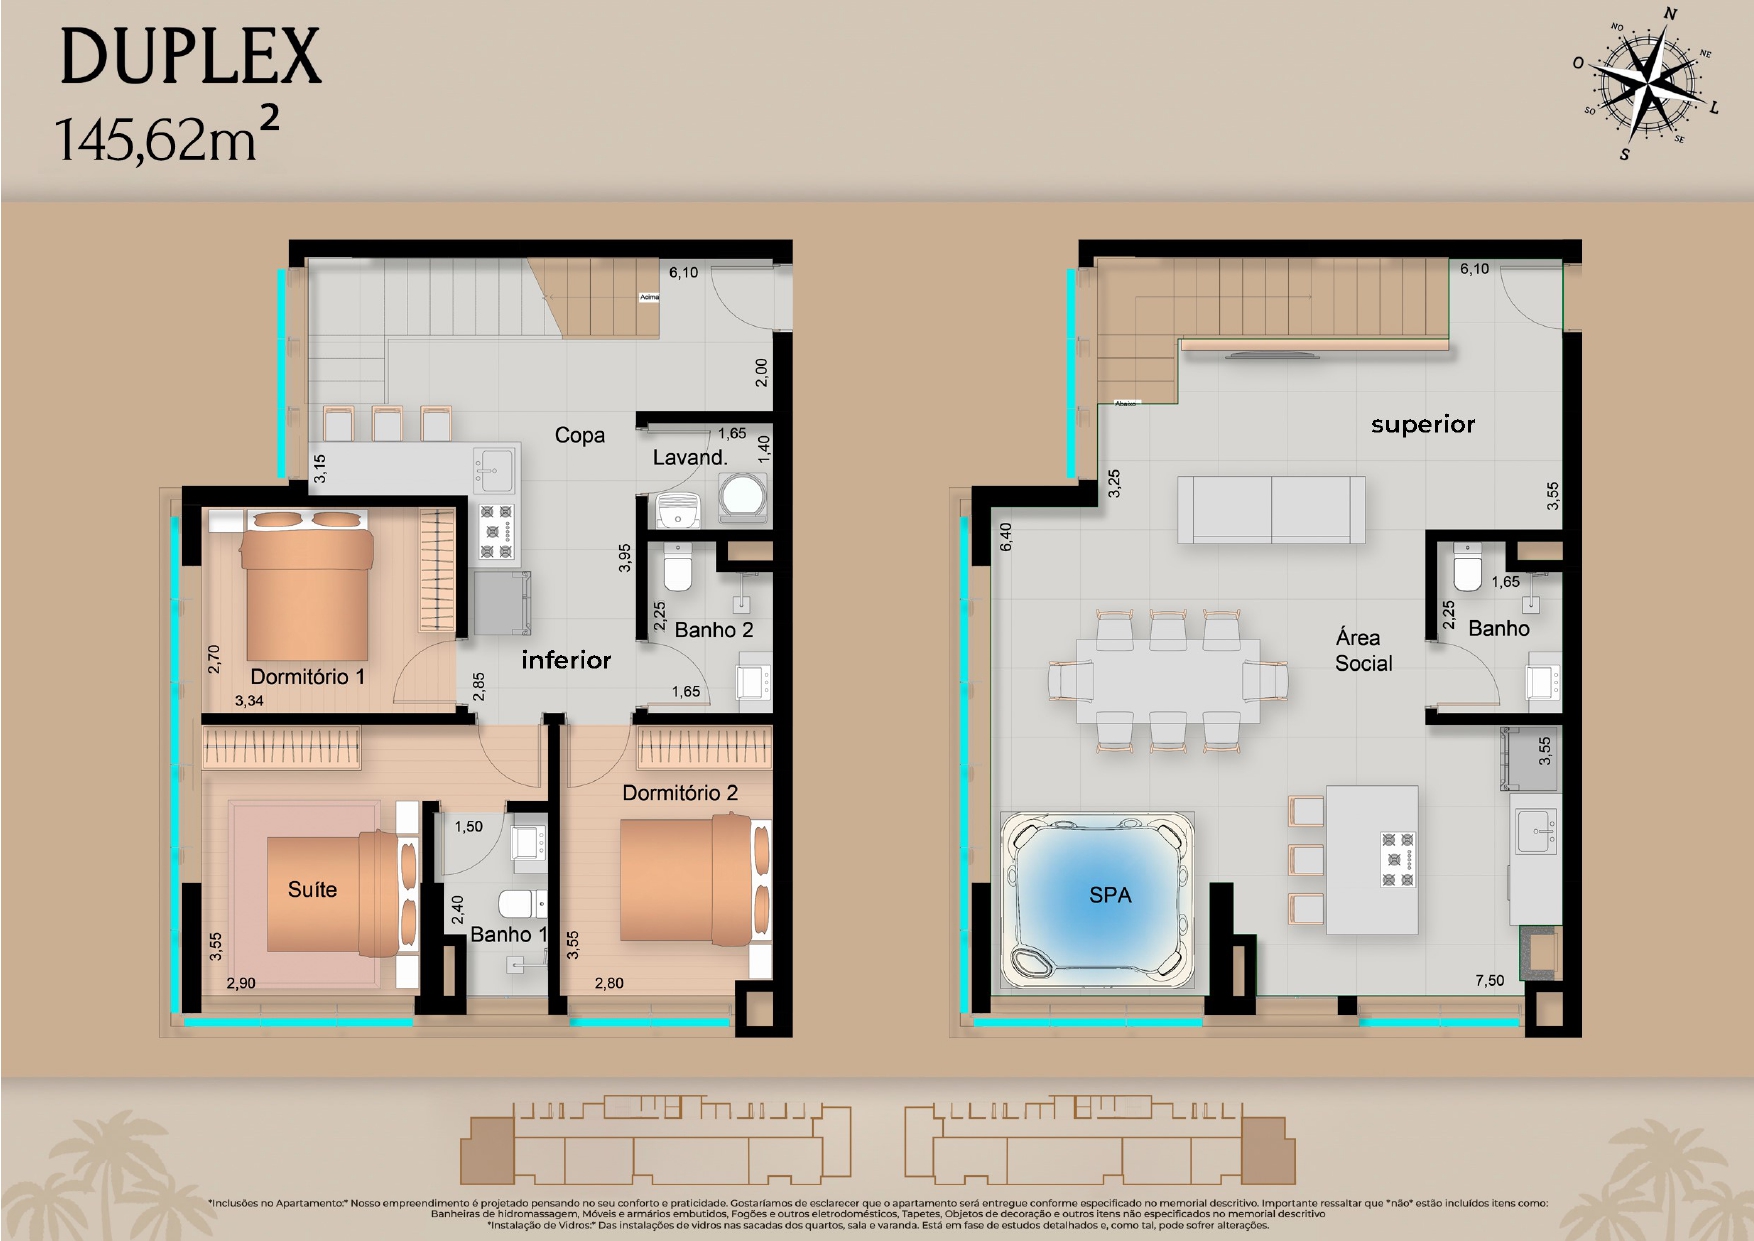 DUPLEX
145,62m²
N
NO
NE
O
L
SO
SE
S
6,10
Acima
2,00
Copa
1,65
1,40
Lavand.
3,15
3,95
2,25
Banho 2
inferior
2,70
Dormitório 1
3,34
2,85
1,65
Dormitório 2
1,50
Suíte
2,40
Banho 1
3,55
3,55
2,90
2,80
6,10
Abaixo
superior
3,25
3,55
6,40
1,65
2,25
Banho
Área
Social
3,55
SPA
7,50
*Inclusões no Apartamento:* Nosso empreendimento é projetado pensando no seu conforto e praticidade. Gostaríamos de esclarecer que o apartamento será entregue conforme especificado no memorial descritivo. Importante ressaltar que *não* estão incluídos itens como:
Banheiras de hidromassagem, Móveis e armários embutidos, Fogões e outros eletrodomésticos, Tapetes, Objetos de decoração e outros itens não especificados no memorial descritivo
*Instalação de Vidros:* Das instalações de vidros nas sacadas dos quartos, sala e varanda. Está em fase de estudos detalhados e, como tal, pode sofrer alterações.